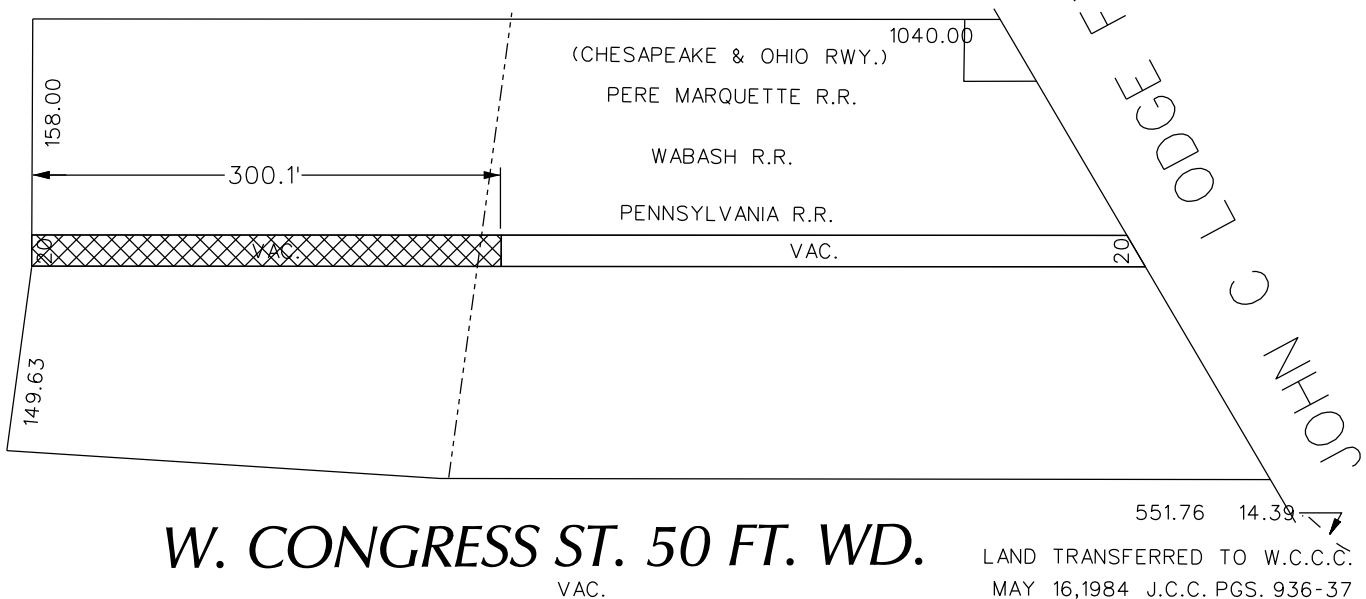 1040.00
(CHESAPEAKE & OHIO RWY.)
PERE MARQUETTE R.R.
158.00
WABASH R.R.
300.1'
PENNSYLVANIA R.R.
20 VAC. VAC. 20
149.63
JOHN C LODGE F
551.76 14.39
W. CONGRESS ST. 50 FT. WD.
VAC.
LAND TRANSFERRED TO W.C.C.C.
MAY 16,1984 J.C.C. PGS. 936-37